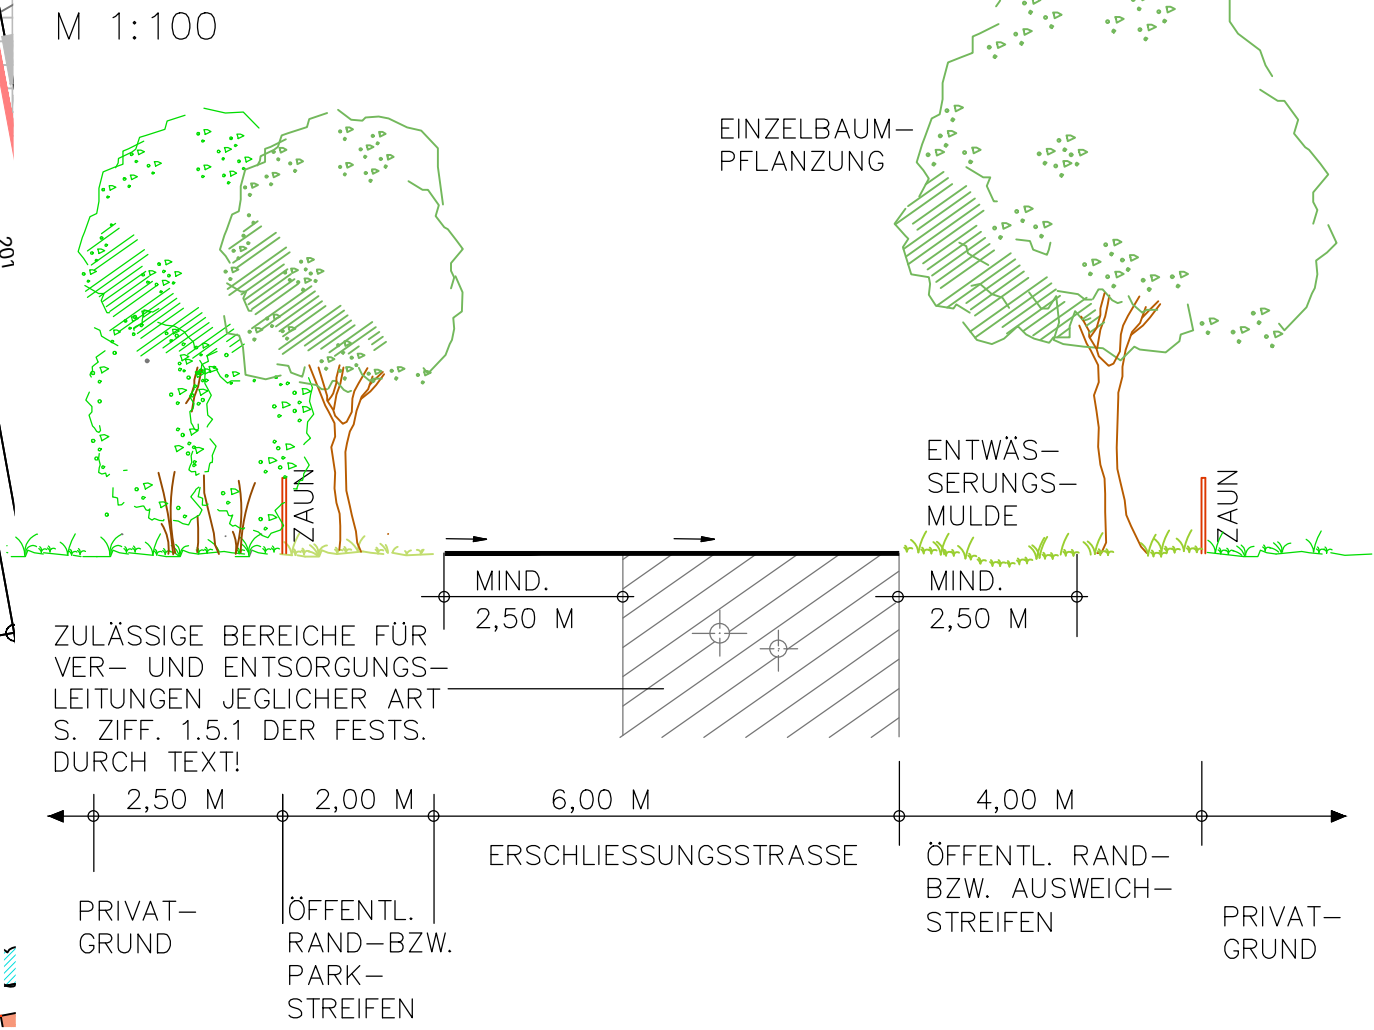 M 1:100
EINZELBAUM–
PFLANZUNG
201
ZAUN
ENTWÄS–
SERUNGS–
MULDE
ZAUN
MIND.
2,50 M
MIND.
2,50 M
ZULÄSSIGE BEREICHE FÜR
VER– UND ENTSORGUNGS–
LEITUNGEN JEGLICHER ART
S. ZIFF. 1.5.1 DER FESTS.
DURCH TEXT!
2,50 M
2,00 M
6,00 M
4,00 M
ERSCHLIESSUNGSSTRASSE
ÖFFENTL. RAND–
BZW. AUSWEICH–
STREIFEN
PRIVAT–
GRUND
ÖFFENTL.
RAND–BZW.
PARK–
STREIFEN
PRIVAT–
GRUND